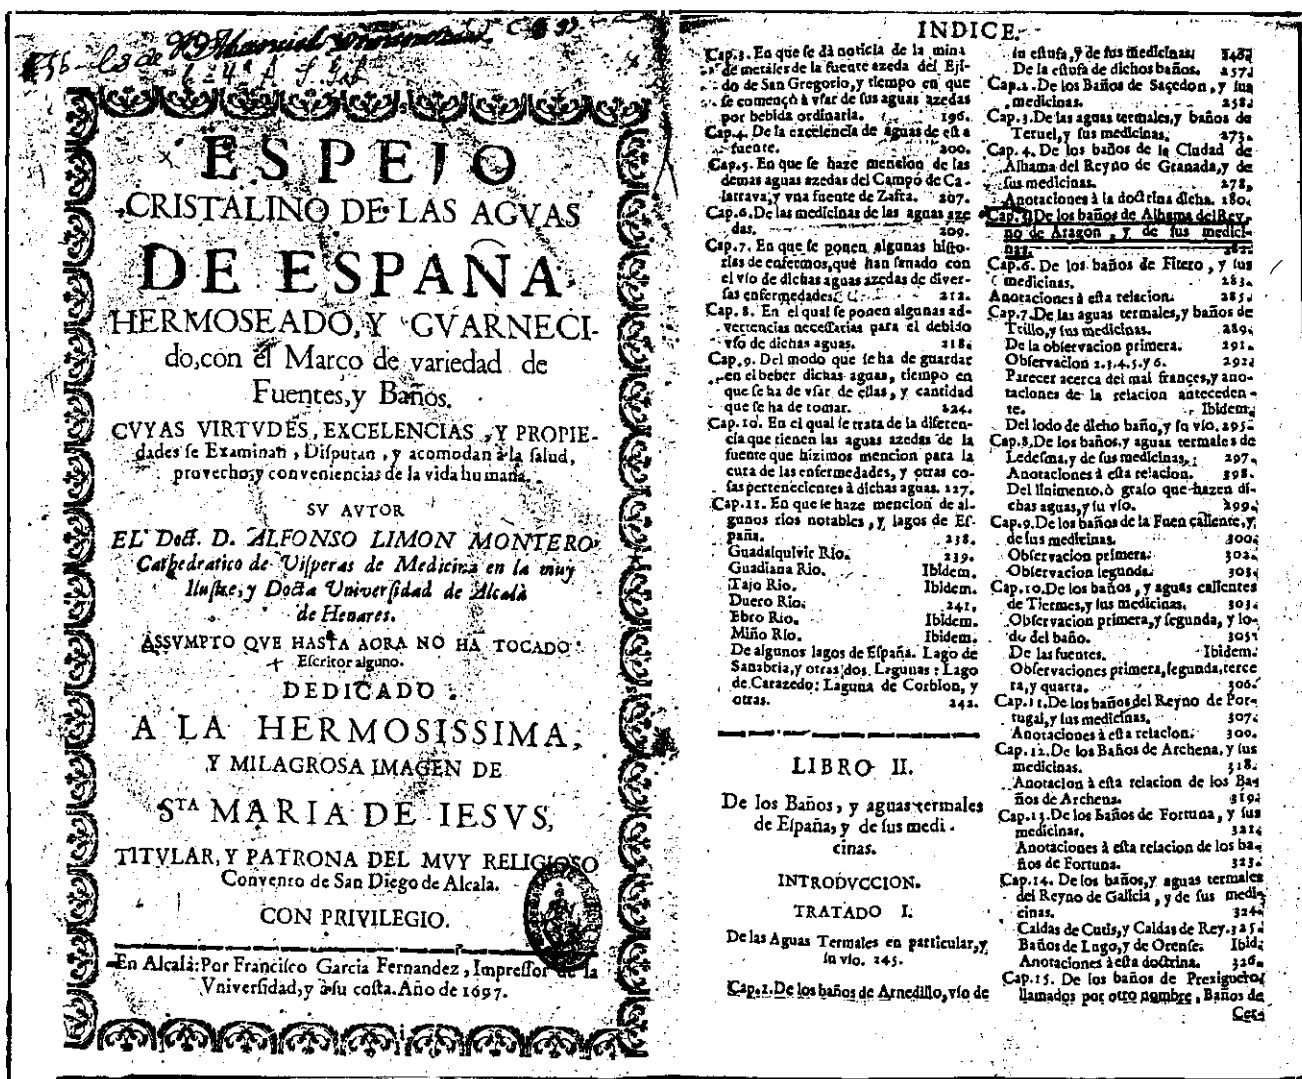 ESPEJO
CRISTALINO DE LAS AGVAS
DE ESPAÑA
HERMOSEADO, Y GVARNECI-
do, con el Marco de variedad de
Fuentes, y Baños.
CVYAS VIRTVDES, EXCELENCIAS, Y PROPIE-
dades se Examinan, Disputan, y acomodan à la salud,
provecho, y conveniencias de la vida humana.
SV AVTOR
EL Doct. D. ALFONSO LIMON MONTERO
Cathedratico de Visperas de Medicina en la muy
Ilustre, y Docta Universidad de Alcalà
de Henares.
ASSVMPTO QVE HASTA AORA NO HA TOCADO
Escritor alguno.
DEDICADO
A LA HERMOSISSIMA,
Y MILAGROSA IMAGEN DE
STA MARIA DE IESVS,
TITVLAR, Y PATRONA DEL MVY RELIGIOSO
Convento de San Diego de Alcala.
CON PRIVILEGIO.
En Alcalà: Por Francisco Garcia Fernandez, Impressor de la
Vniversidad, y à su costa. Año de 1697.
INDICE.
Cap. 3. En que se dà noticia de la mina
de metales de la fuente azeda del Eji-
do de San Gregorio, y tiempo en que
se començò à vsar de sus aguas azedas
por bebida ordinaria. 196.
Cap. 4. De la excelencia de aguas de esta
fuente. 200.
Cap. 5. En que se haze mension de las
demas aguas azedas del Campo de Ca-
latrava, y vna fuente de Zafra. 207.
Cap. 6. De las medicinas de las aguas aze
das. 209.
Cap. 7. En que se ponen algunas histo-
rias de enfermos, que han sanado con
el vso de dichas aguas azedas de diver-
sas enfermedades. 212.
Cap. 8. En el qual se ponen algunas ad-
vertencias necessarias para el debido
vso de dichas aguas. 218.
Cap. 9. Del modo que se ha de guardar
en el beber dichas aguas, tiempo en
que se ha de vsar de ellas, y cantidad
que se ha de tomar. 224.
Cap. 10. En el qual se trata de la diferen-
cia que tienen las aguas azedas de la
fuente que hizimos mencion para la
cura de las enfermedades, y otras co-
sas pertenecientes à dichas aguas. 127.
Cap. 11. En que se haze mencion de al-
gunos rios notables, y lagos de Es-
paña. 238.
Guadalquivir Rio. 239.
Guadiana Rio. Ibidem.
Tajo Rio. Ibidem.
Duero Rio. 241.
Ebro Rio. Ibidem.
Miño Rio. Ibidem.
De algunos lagos de España. Lago de
Sanabria, y otras dos Lagunas: Lago
de Carazedo: Laguna de Corblon, y
otras. 242.
LIBRO II.
De los Baños, y aguas termales
de España, y de sus medi-
cinas.
INTRODVCCION.
TRATADO I.
De las Aguas Termales en particular, y
su vso. 245.
Cap. 1. De los baños de Arnedillo, vso de
su estufa, y de sus medicinas
De la estufa de dichos baños. 257.
Cap. 2. De los Baños de Saçedon, y sus
medicinas. 258.
Cap. 3. De las aguas termales, y baños de
Teruel, y sus medicinas. 273.
Cap. 4. De los baños de la Ciudad de
Alhama del Reyno de Granada, y de
sus medicinas. 278.
Anotaciones à la doctrina dicha. 280.
Cap. 5. De los baños de Alhama del Rey-
no de Aragon, y de sus medici-
nas.
Cap. 6. De los baños de Fitero, y sus
medicinas. 283.
Anotaciones à esta relacion. 285.
Cap. 7. De las aguas termales, y baños de
Trillo, y sus medicinas. 289.
De la observacion primera. 291.
Observacion 2.3.4.5. y 6. 292.
Parecer acerca del mal frances, y ano-
taciones de la relacion anteceden-
te. Ibidem.
Del lodo de dicho baño, y su vso. 295.
Cap. 8. De los baños, y aguas termales de
Ledesma, y de sus medicinas. 297.
Anotaciones à esta relacion. 398.
Del linimento, ò graso que hazen di-
chas aguas, y su vso. 299.
Cap. 9. De los baños de la Fuen caliente, y
de sus medicinas. 300.
Observacion primera. 302.
Observacion segunda. 303.
Cap. 10. De los baños, y aguas calientes
de Tiermes, y sus medicinas. 303.
Observacion primera, y segunda, y lo-
do del baño. 305.
De las fuentes. Ibidem.
Observaciones primera, segunda, terce
ra, y quarta. 306.
Cap. 11. De los baños del Reyno de Por-
tugal, y sus medicinas. 307.
Anotaciones à esta relacion. 300.
Cap. 12. De los Baños de Archena, y sus
medicinas. 318.
Anotacion à esta relacion de los Ba-
ños de Archena. 319.
Cap. 13. De los Baños de Fortuna, y sus
medicinas. 321.
Anotaciones à esta relacion de los ba-
ños de Fortuna. 323.
Cap. 14. De los baños, y aguas termales
del Reyno de Galicia, y de sus medi-
cinas. 324.
Caldas de Cutis, y Caldas de Rey. 325.
Baños de Lugo, y de Orense. Ibid.
Anotaciones à esta doctrina. 326.
Cap. 15. De los baños de Presigueros
llamados por otro nombre, Baños de
Cer-